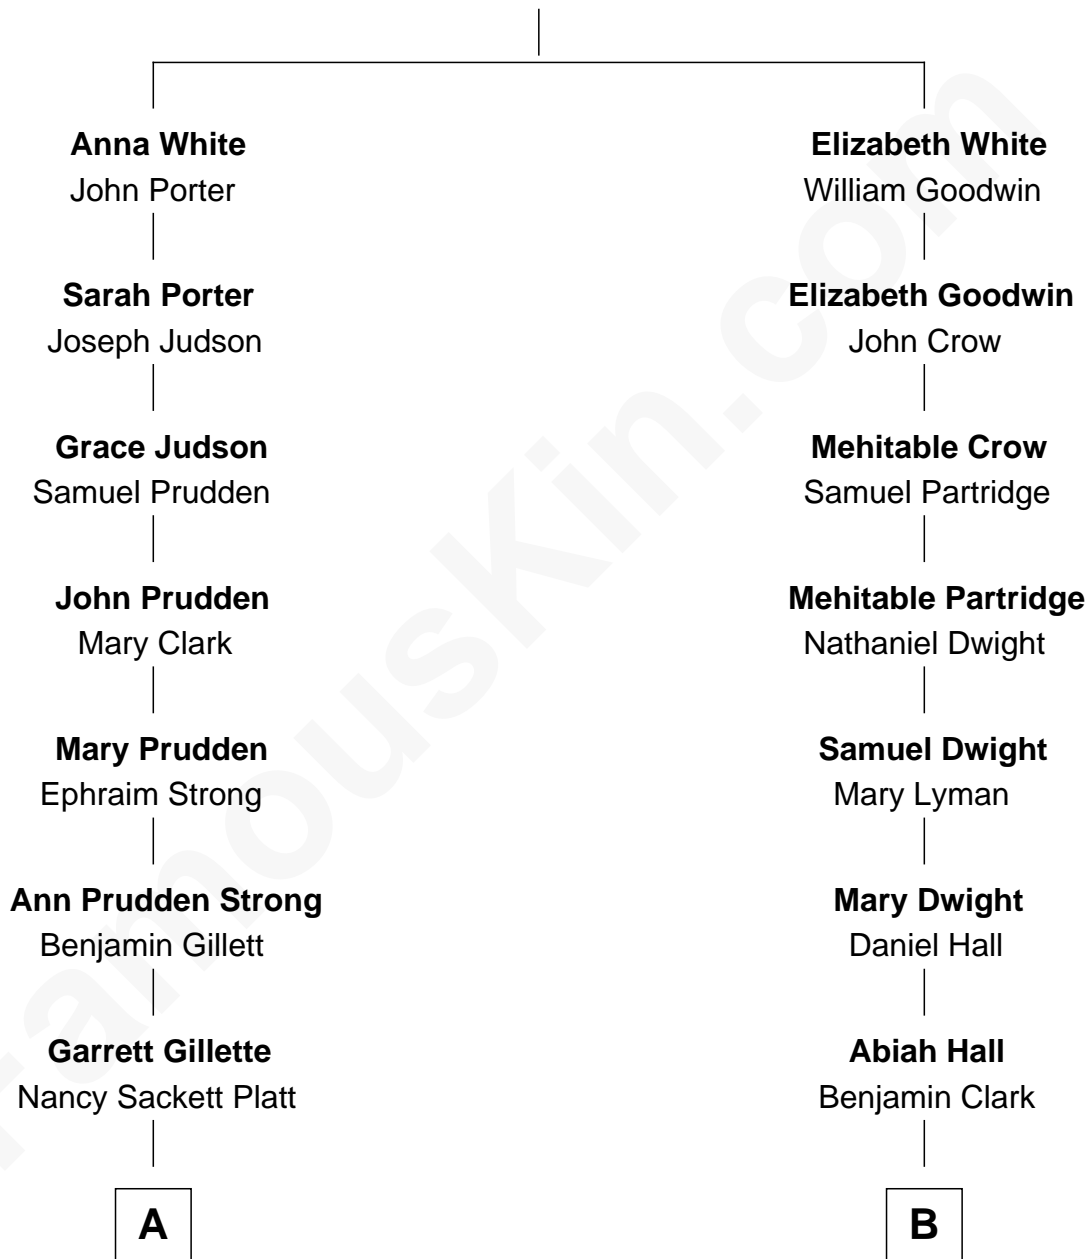 Anna White
John Porter
Sarah Porter
Joseph Judson
Grace Judson
Samuel Prudden
John Prudden
Mary Clark
Mary Prudden
Ephraim Strong
Ann Prudden Strong
Benjamin Gillett
Garrett Gillette
Nancy Sackett Platt
A
Elizabeth White
William Goodwin
Elizabeth Goodwin
John Crow
Mehitable Crow
Samuel Partridge
Mehitable Partridge
Nathaniel Dwight
Samuel Dwight
Mary Lyman
Mary Dwight
Daniel Hall
Abiah Hall
Benjamin Clark
B
FamousKin.com